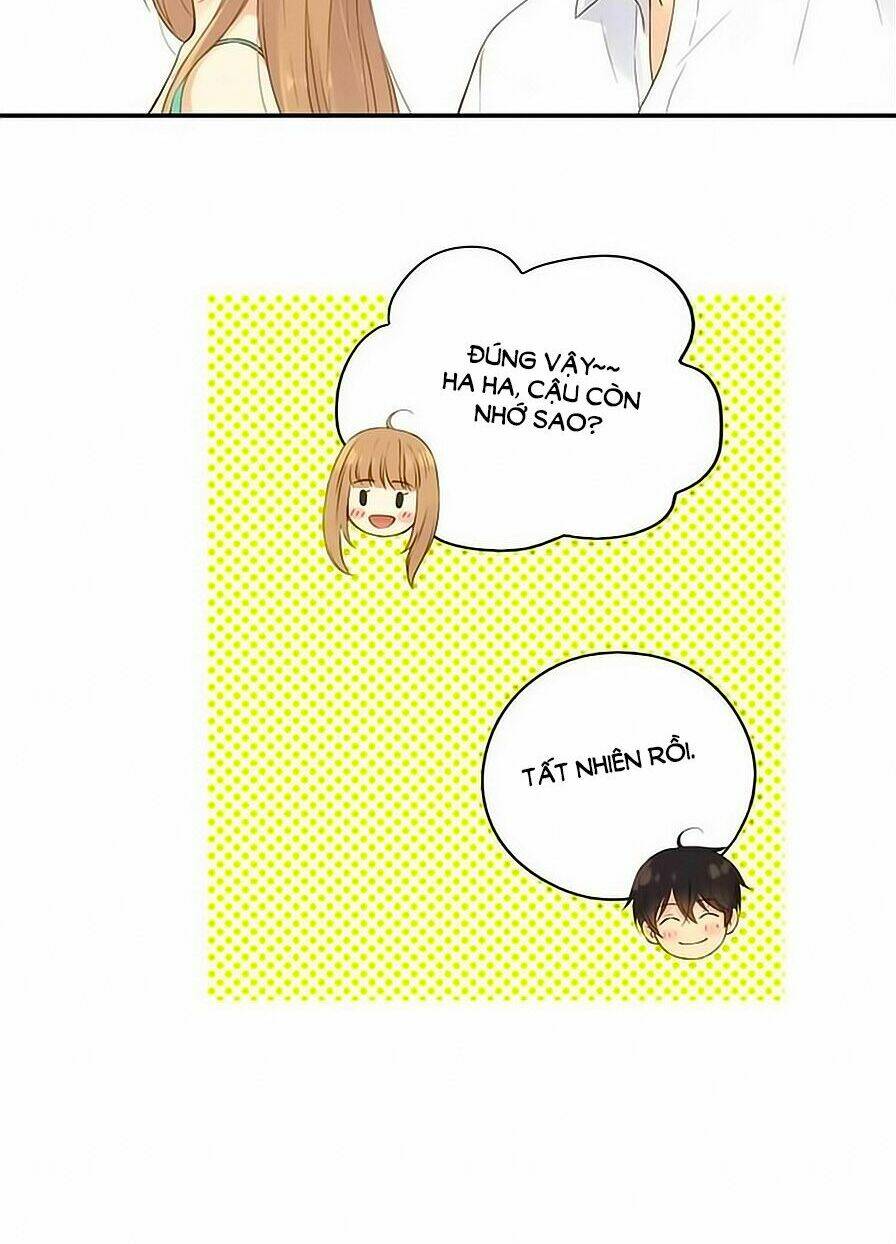 ĐÚNG VẬY~~
HA HA, CẬU CÒN
NHỚ SAO?
TẤT NHIÊN RỒI.